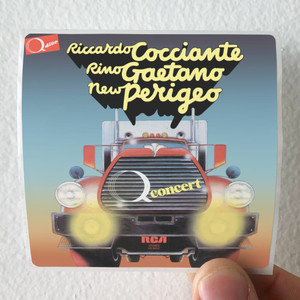 Q disc
Riccardo Cocciante
Rino Gaetano
New Perigeo
Q concert
RCA